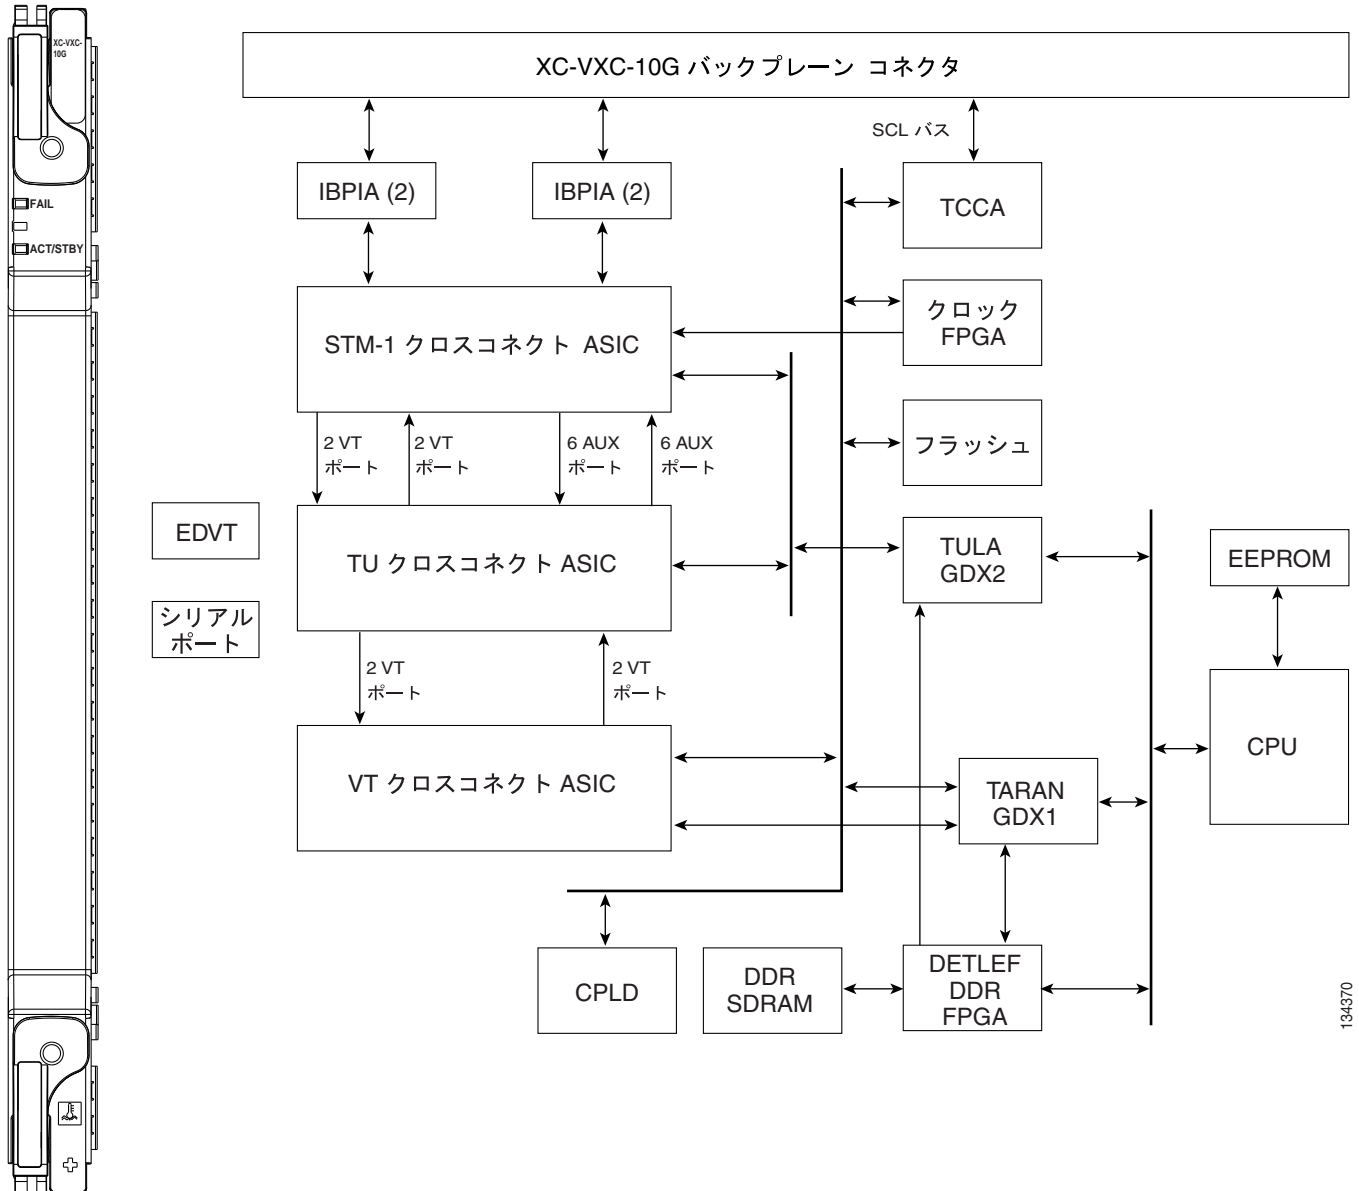 XC-VXC-
10G
FAIL
ACT/STBY
XC-VXC-10G バックプレーン コネクタ
SCL バス
IBPIA (2)
IBPIA (2)
TCCA
STM-1 クロスコネクト ASIC
クロック
FPGA
2 VT
ポート
2 VT
ポート
6 AUX
ポート
6 AUX
ポート
フラッシュ
EDVT
TU クロスコネクト ASIC
TULA
GDX2
EEPROM
シリアル
ポート
2 VT
ポート
2 VT
ポート
VT クロスコネクト ASIC
TARAN
GDX1
CPU
CPLD
DDR
SDRAM
DETLEF
DDR
FPGA
134370